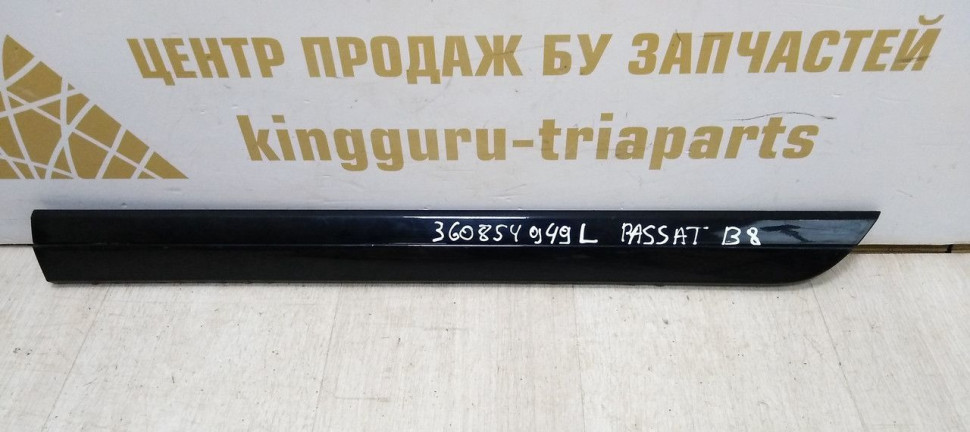 ЦЕНТР ПРОДАЖ БУ ЗАПЧАСТЕЙ
kingguru-triaparts
3G0854949L PASSAT B8